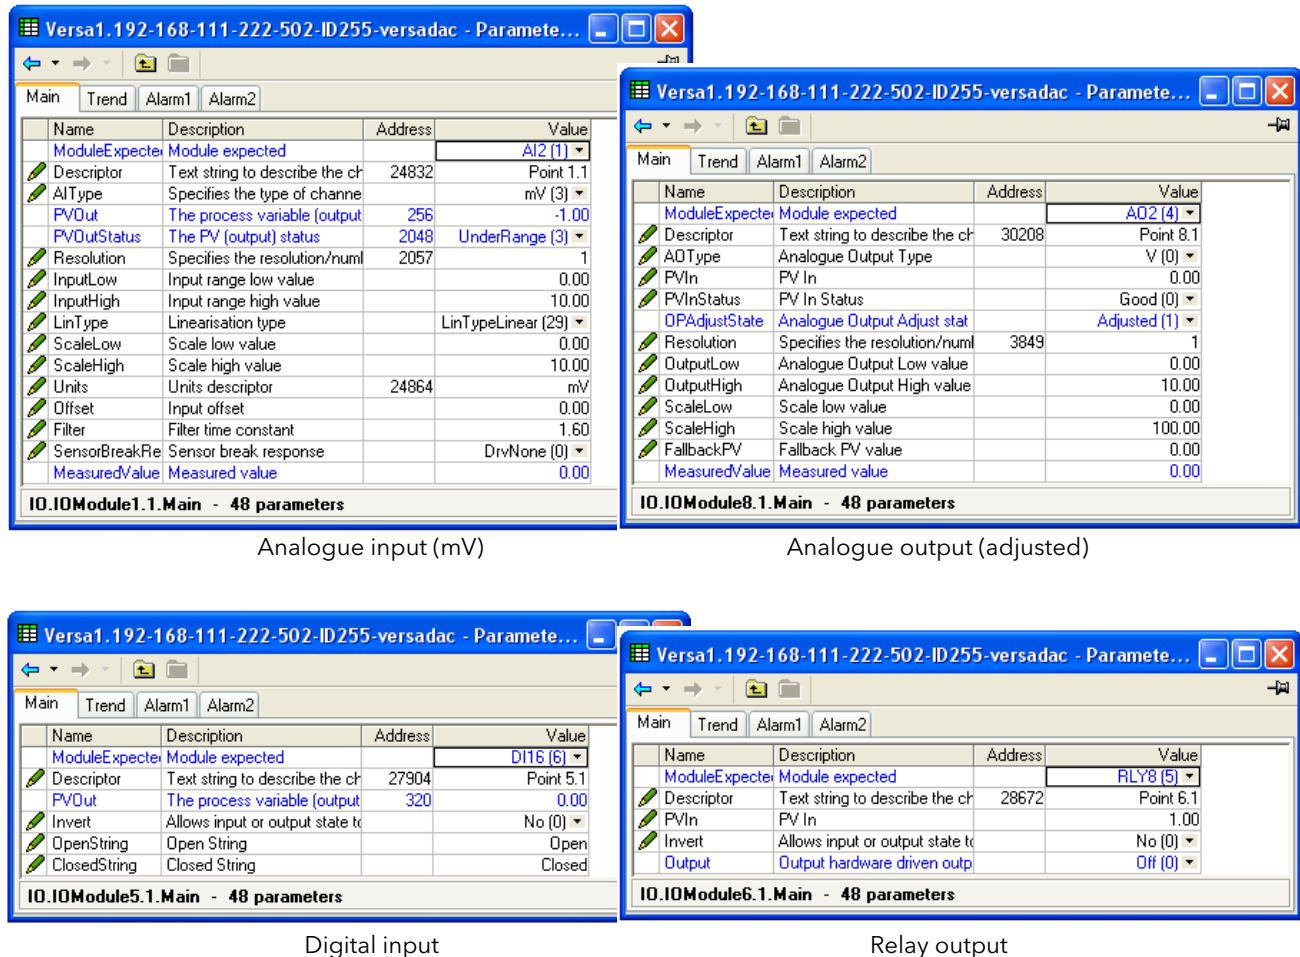 Versa1.192-168-111-222-502-ID255-versadac - Paramete...
Main Trend Alarm1 Alarm2
Name Description Address Value
ModuleExpecte Module expected AI2 (1)
Descriptor Text string to describe the ch 24832 Point 1.1
AIType Specifies the type of channe mV (3)
PVOut The process variable (output 256 -1.00
PVOutStatus The PV (output) status 2048 UnderRange (3)
Resolution Specifies the resolution/numl 2057 1
InputLow Input range low value 0.00
InputHigh Input range high value 10.00
LinType Linearisation type LinTypeLinear (29)
ScaleLow Scale low value 0.00
ScaleHigh Scale high value 10.00
Units Units descriptor 24864 mV
Offset Input offset 0.00
Filter Filter time constant 1.60
SensorBreakRe Sensor break response DrvNone (0)
MeasuredValue Measured value 0.00
IO.IOModule1.1.Main - 48 parameters
Analogue input (mV)
Versa1.192-168-111-222-502-ID255-versadac - Paramete...
Main Trend Alarm1 Alarm2
Name Description Address Value
ModuleExpecte Module expected AO2 (4)
Descriptor Text string to describe the ch 30208 Point 8.1
AOType Analogue Output Type V (0)
PVIn PV In 0.00
PVInStatus PV In Status Good (0)
OPAdjustState Analogue Output Adjust stat Adjusted (1)
Resolution Specifies the resolution/numl 3849 1
OutputLow Analogue Output Low value 0.00
OutputHigh Analogue Output High value 10.00
ScaleLow Scale low value 0.00
ScaleHigh Scale high value 100.00
FallbackPV Fallback PV value 0.00
MeasuredValue Measured value 0.00
IO.IOModule8.1.Main - 48 parameters
Analogue output (adjusted)
Versa1.192-168-111-222-502-ID255-versadac - Paramete...
Main Trend Alarm1 Alarm2
Name Description Address Value
ModuleExpecte Module expected DI16 (6)
Descriptor Text string to describe the ch 27904 Point 5.1
PVOut The process variable (output 320 0.00
Invert Allows input or output state to No (0)
OpenString Open String Open
ClosedString Closed String Closed
IO.IOModule5.1.Main - 48 parameters
Digital input
Versa1.192-168-111-222-502-ID255-versadac - Paramete...
Main Trend Alarm1 Alarm2
Name Description Address Value
ModuleExpecte Module expected RLY8 (5)
Descriptor Text string to describe the ch 28672 Point 6.1
PVIn PV In 1.00
Invert Allows input or output state to No (0)
Output Output hardware driven outp Off (0)
IO.IOModule6.1.Main - 48 parameters
Relay output